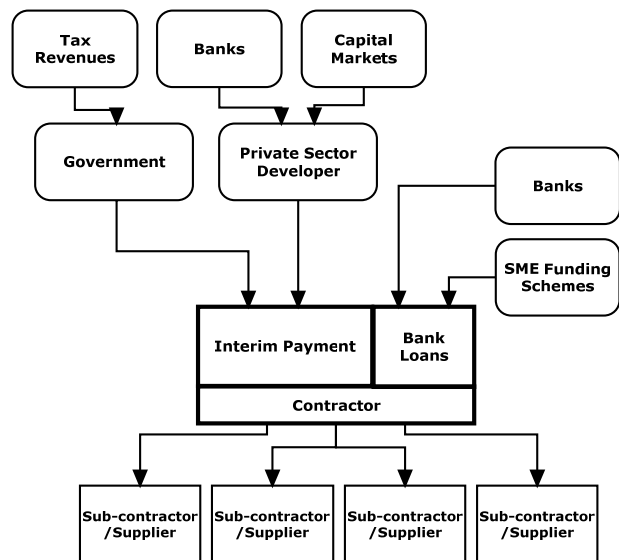 Tax
Revenues
Banks
Capital
Markets
Government
Private Sector
Developer
Banks
SME Funding
Schemes
Interim Payment
Bank
Loans
Contractor
Sub-contractor
/Supplier
Sub-contractor
/Supplier
Sub-contractor
/Supplier
Sub-contractor
/Supplier